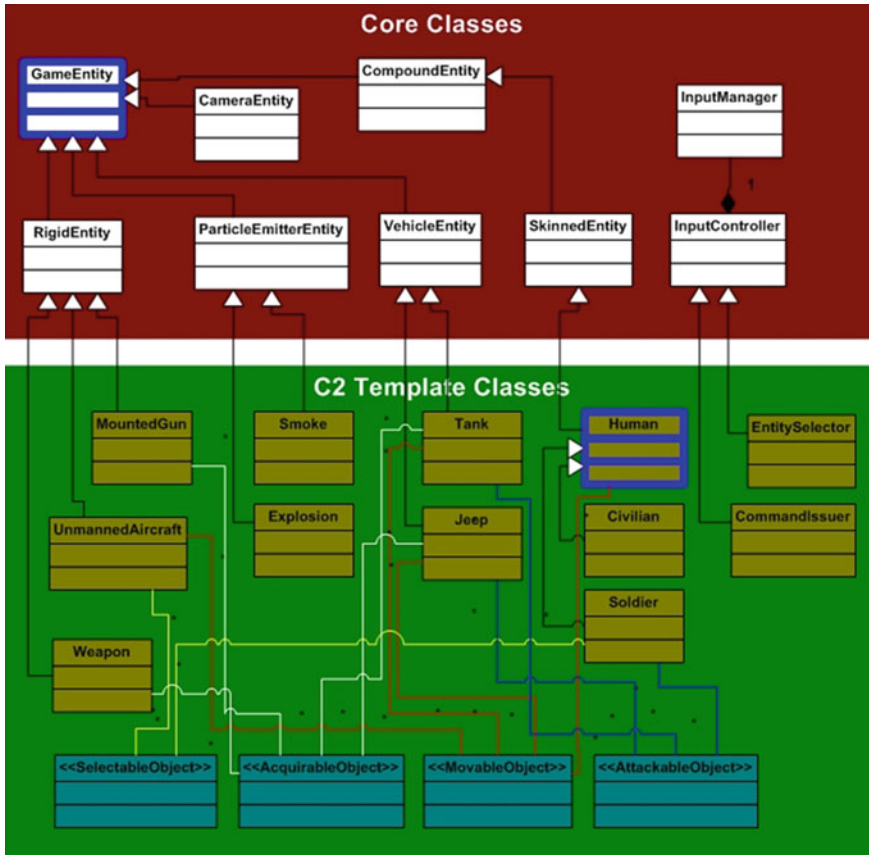 Core Classes
GameEntity
CompoundEntity
CameraEntity
InputManager
1
RigidEntity
ParticleEmitterEntity
VehicleEntity
SkinnedEntity
InputController
C2 Template Classes
MountedGun
Smoke
Tank
Human
EntitySelector
UnmannedAircraft
Explosion
Jeep
Civilian
CommandIssuer
Soldier
Weapon
<<SelectableObject>>
<<AcquirableObject>>
<<MovableObject>>
<<AttackableObject>>